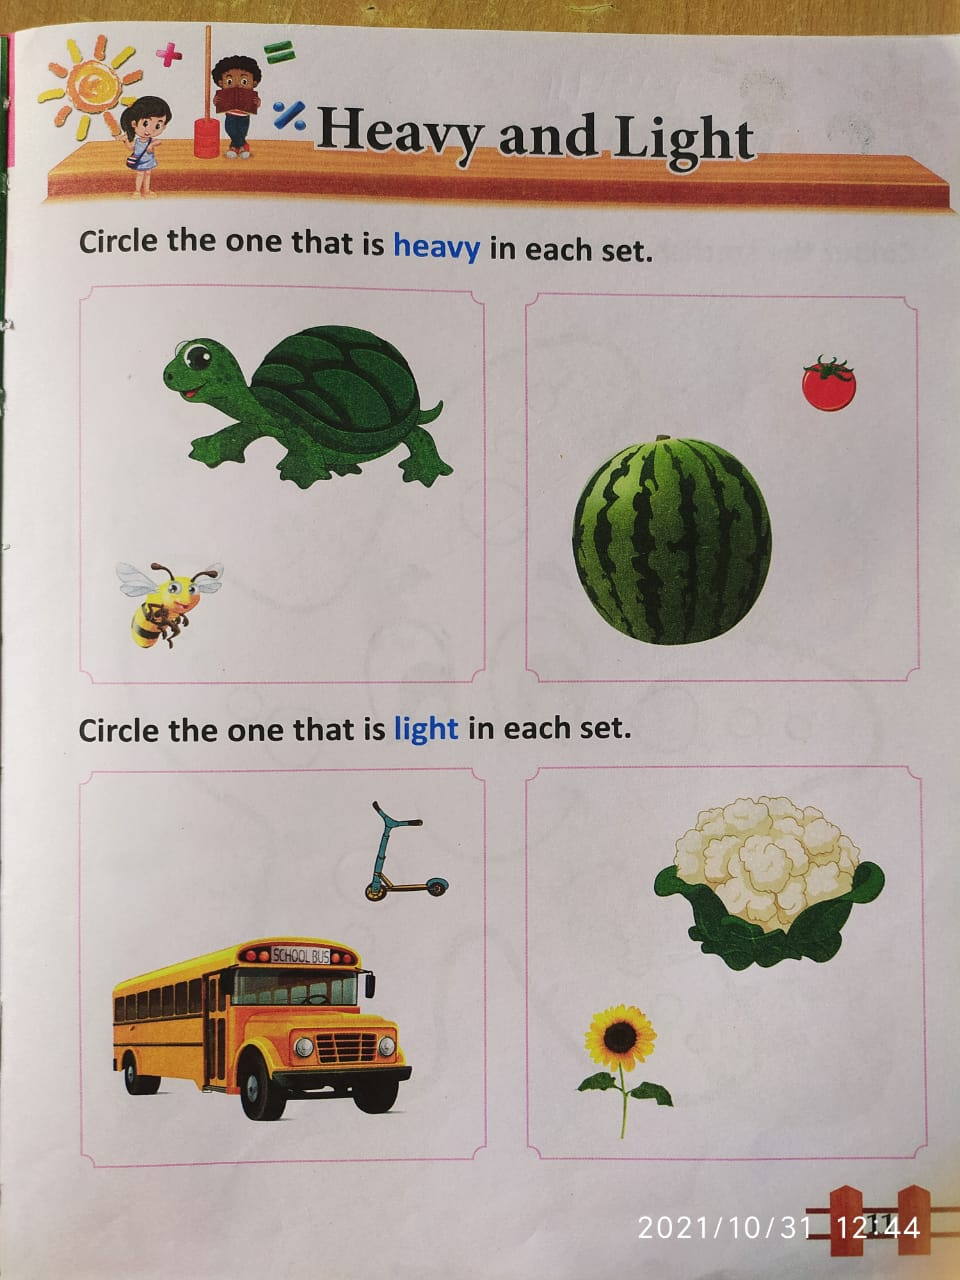 Heavy and Light
Circle the one that is heavy in each set.
Circle the one that is light in each set.
SCHOOL BUS
11
2021/10/31 12:44